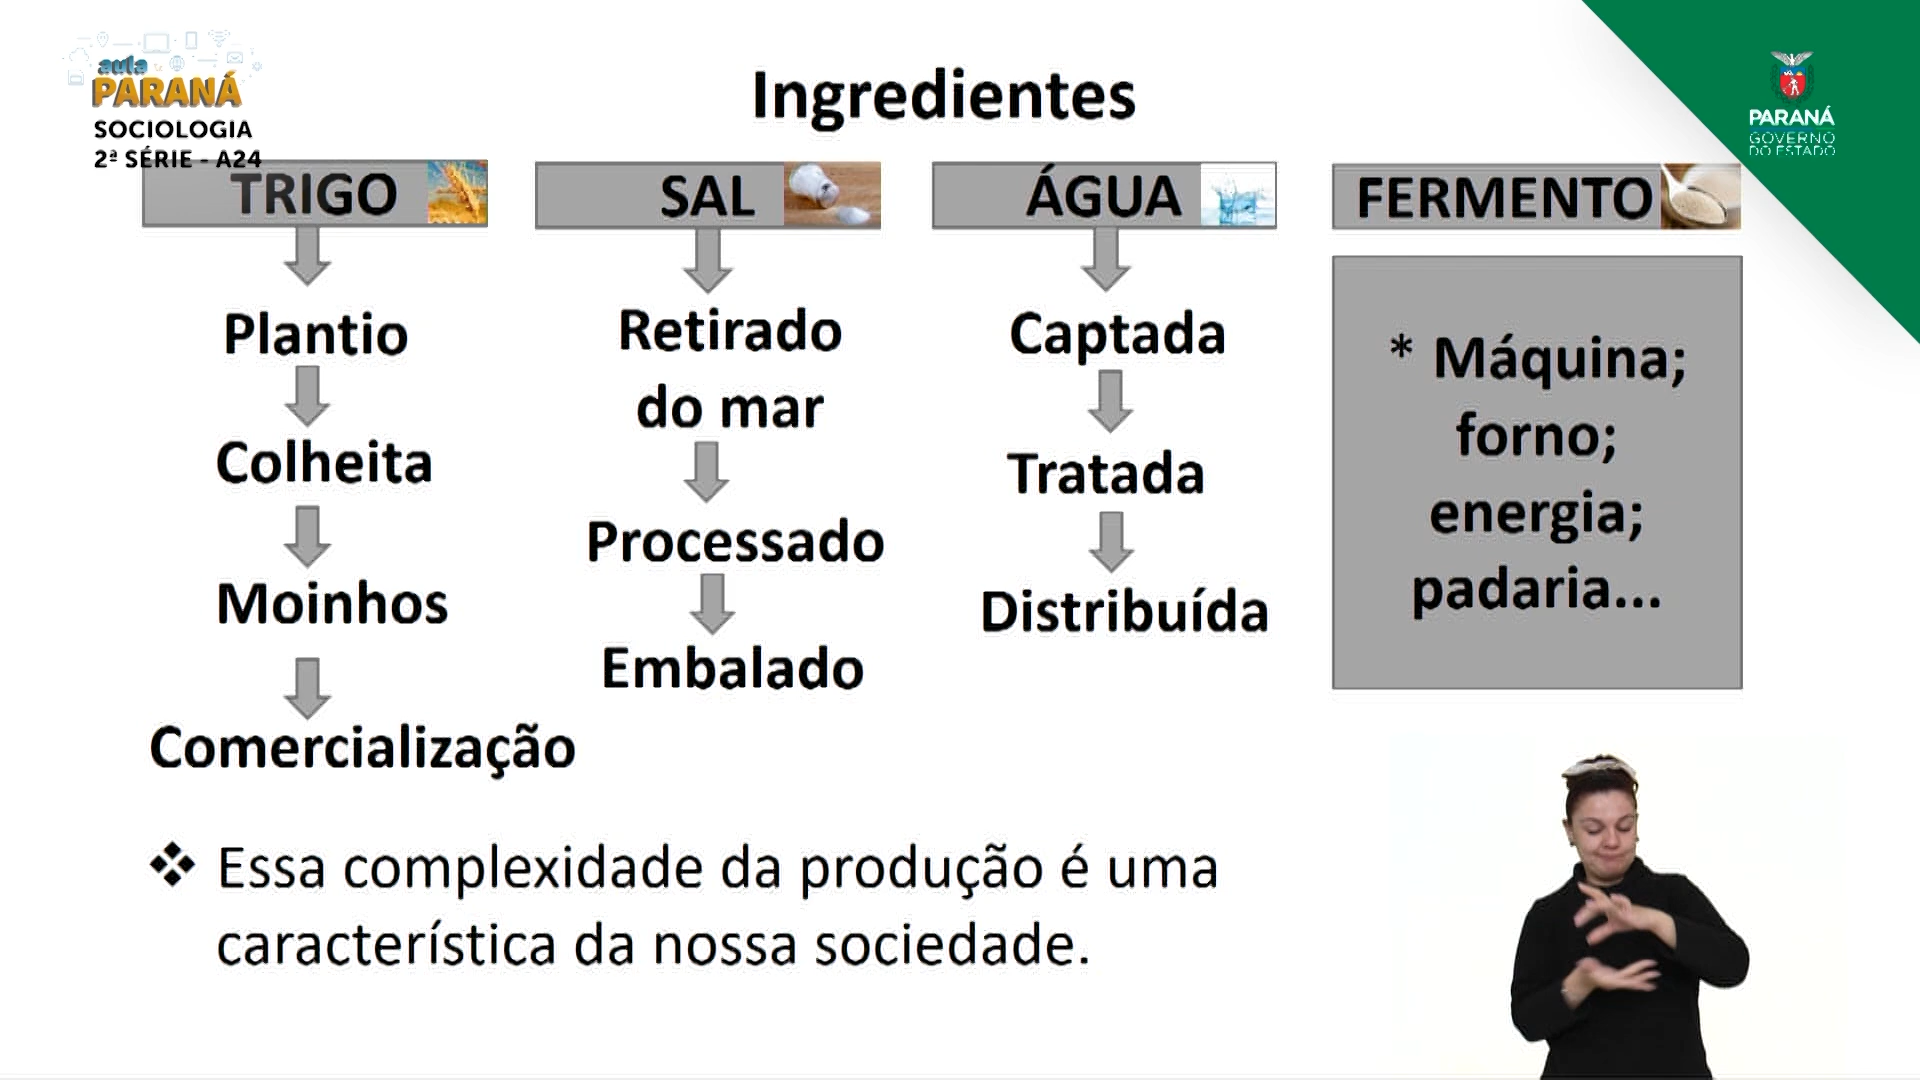 aula
PARANÁ
SOCIOLOGIA
2ª SÉRIE - A24
Ingredientes
PARANÁ
GOVERNO
DO ESTADO
TRIGO
Plantio
Colheita
Moinhos
Comercialização
SAL
Retirado
do mar
Processado
Embalado
ÁGUA
Captada
Tratada
Distribuída
FERMENTO
* Máquina;
forno;
energia;
padaria...
❖ Essa complexidade da produção é uma
característica da nossa sociedade.